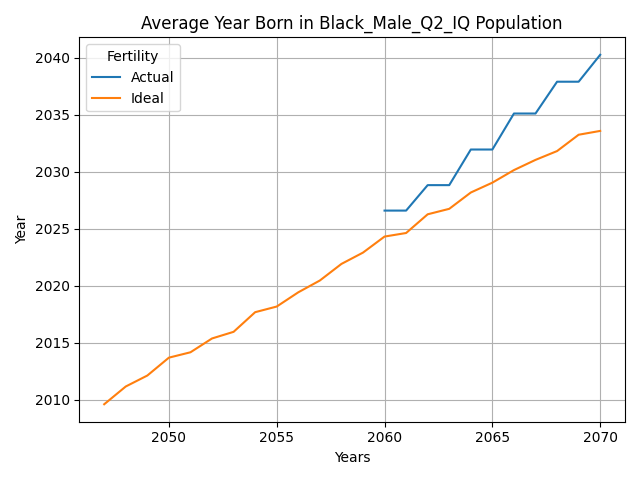 Average Year Born in Black_Male_Q2_IQ Population
Fertility
Actual
Ideal
Year
2040
2035
2030
2025
2020
2015
2010
2050
2055
2060
2065
2070
Years